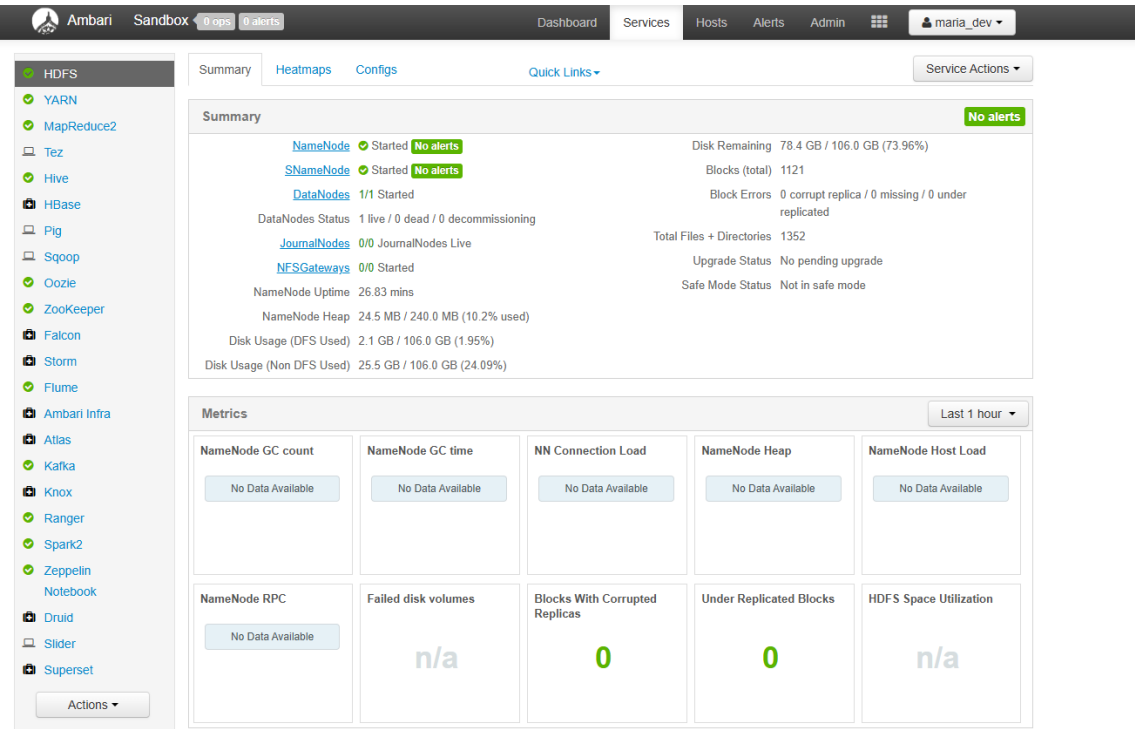 Ambari Sandbox 0 ops 0 alerts Dashboard Services Hosts Alerts Admin maria_dev
HDFS
YARN
MapReduce2
Tez
Hive
HBase
Pig
Sqoop
Oozie
ZooKeeper
Falcon
Storm
Flume
Ambari Infra
Atlas
Kafka
Knox
Ranger
Spark2
Zeppelin
Notebook
Druid
Slider
Superset
Actions
Summary Heatmaps Configs Quick Links Service Actions
Summary No alerts
NameNode Started No alerts
SNameNode Started No alerts
DataNodes 1/1 Started
DataNodes Status 1 live / 0 dead / 0 decommissioning
JournalNodes 0/0 JournalNodes Live
NFSGateways 0/0 Started
NameNode Uptime 26.83 mins
NameNode Heap 24.5 MB / 240.0 MB (10.2% used)
Disk Usage (DFS Used) 2.1 GB / 106.0 GB (1.95%)
Disk Usage (Non DFS Used) 25.5 GB / 106.0 GB (24.09%)
Disk Remaining 78.4 GB / 106.0 GB (73.96%)
Blocks (total) 1121
Block Errors 0 corrupt replica / 0 missing / 0 under
replicated
Total Files + Directories 1352
Upgrade Status No pending upgrade
Safe Mode Status Not in safe mode
Metrics Last 1 hour
NameNode GC count
No Data Available
NameNode GC time
No Data Available
NN Connection Load
No Data Available
NameNode Heap
No Data Available
NameNode Host Load
No Data Available
NameNode RPC
No Data Available
Failed disk volumes
n/a
Blocks With Corrupted
Replicas
0
Under Replicated Blocks
0
HDFS Space Utilization
n/a